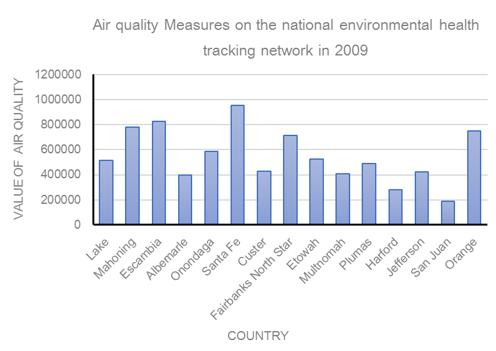 Air quality Measures on the national environmental health
tracking network in 2009
VALUE OF AIR QUALITY
1200000
1000000
800000
600000
400000
200000
0
Lake
Mahoning
Escambia
Albemarle
Onondaga
Santa Fe
Custer
Fairbanks North Star
Etowah
Multnomah
Plumas
Harford
Jefferson
San Juan
Orange
COUNTRY